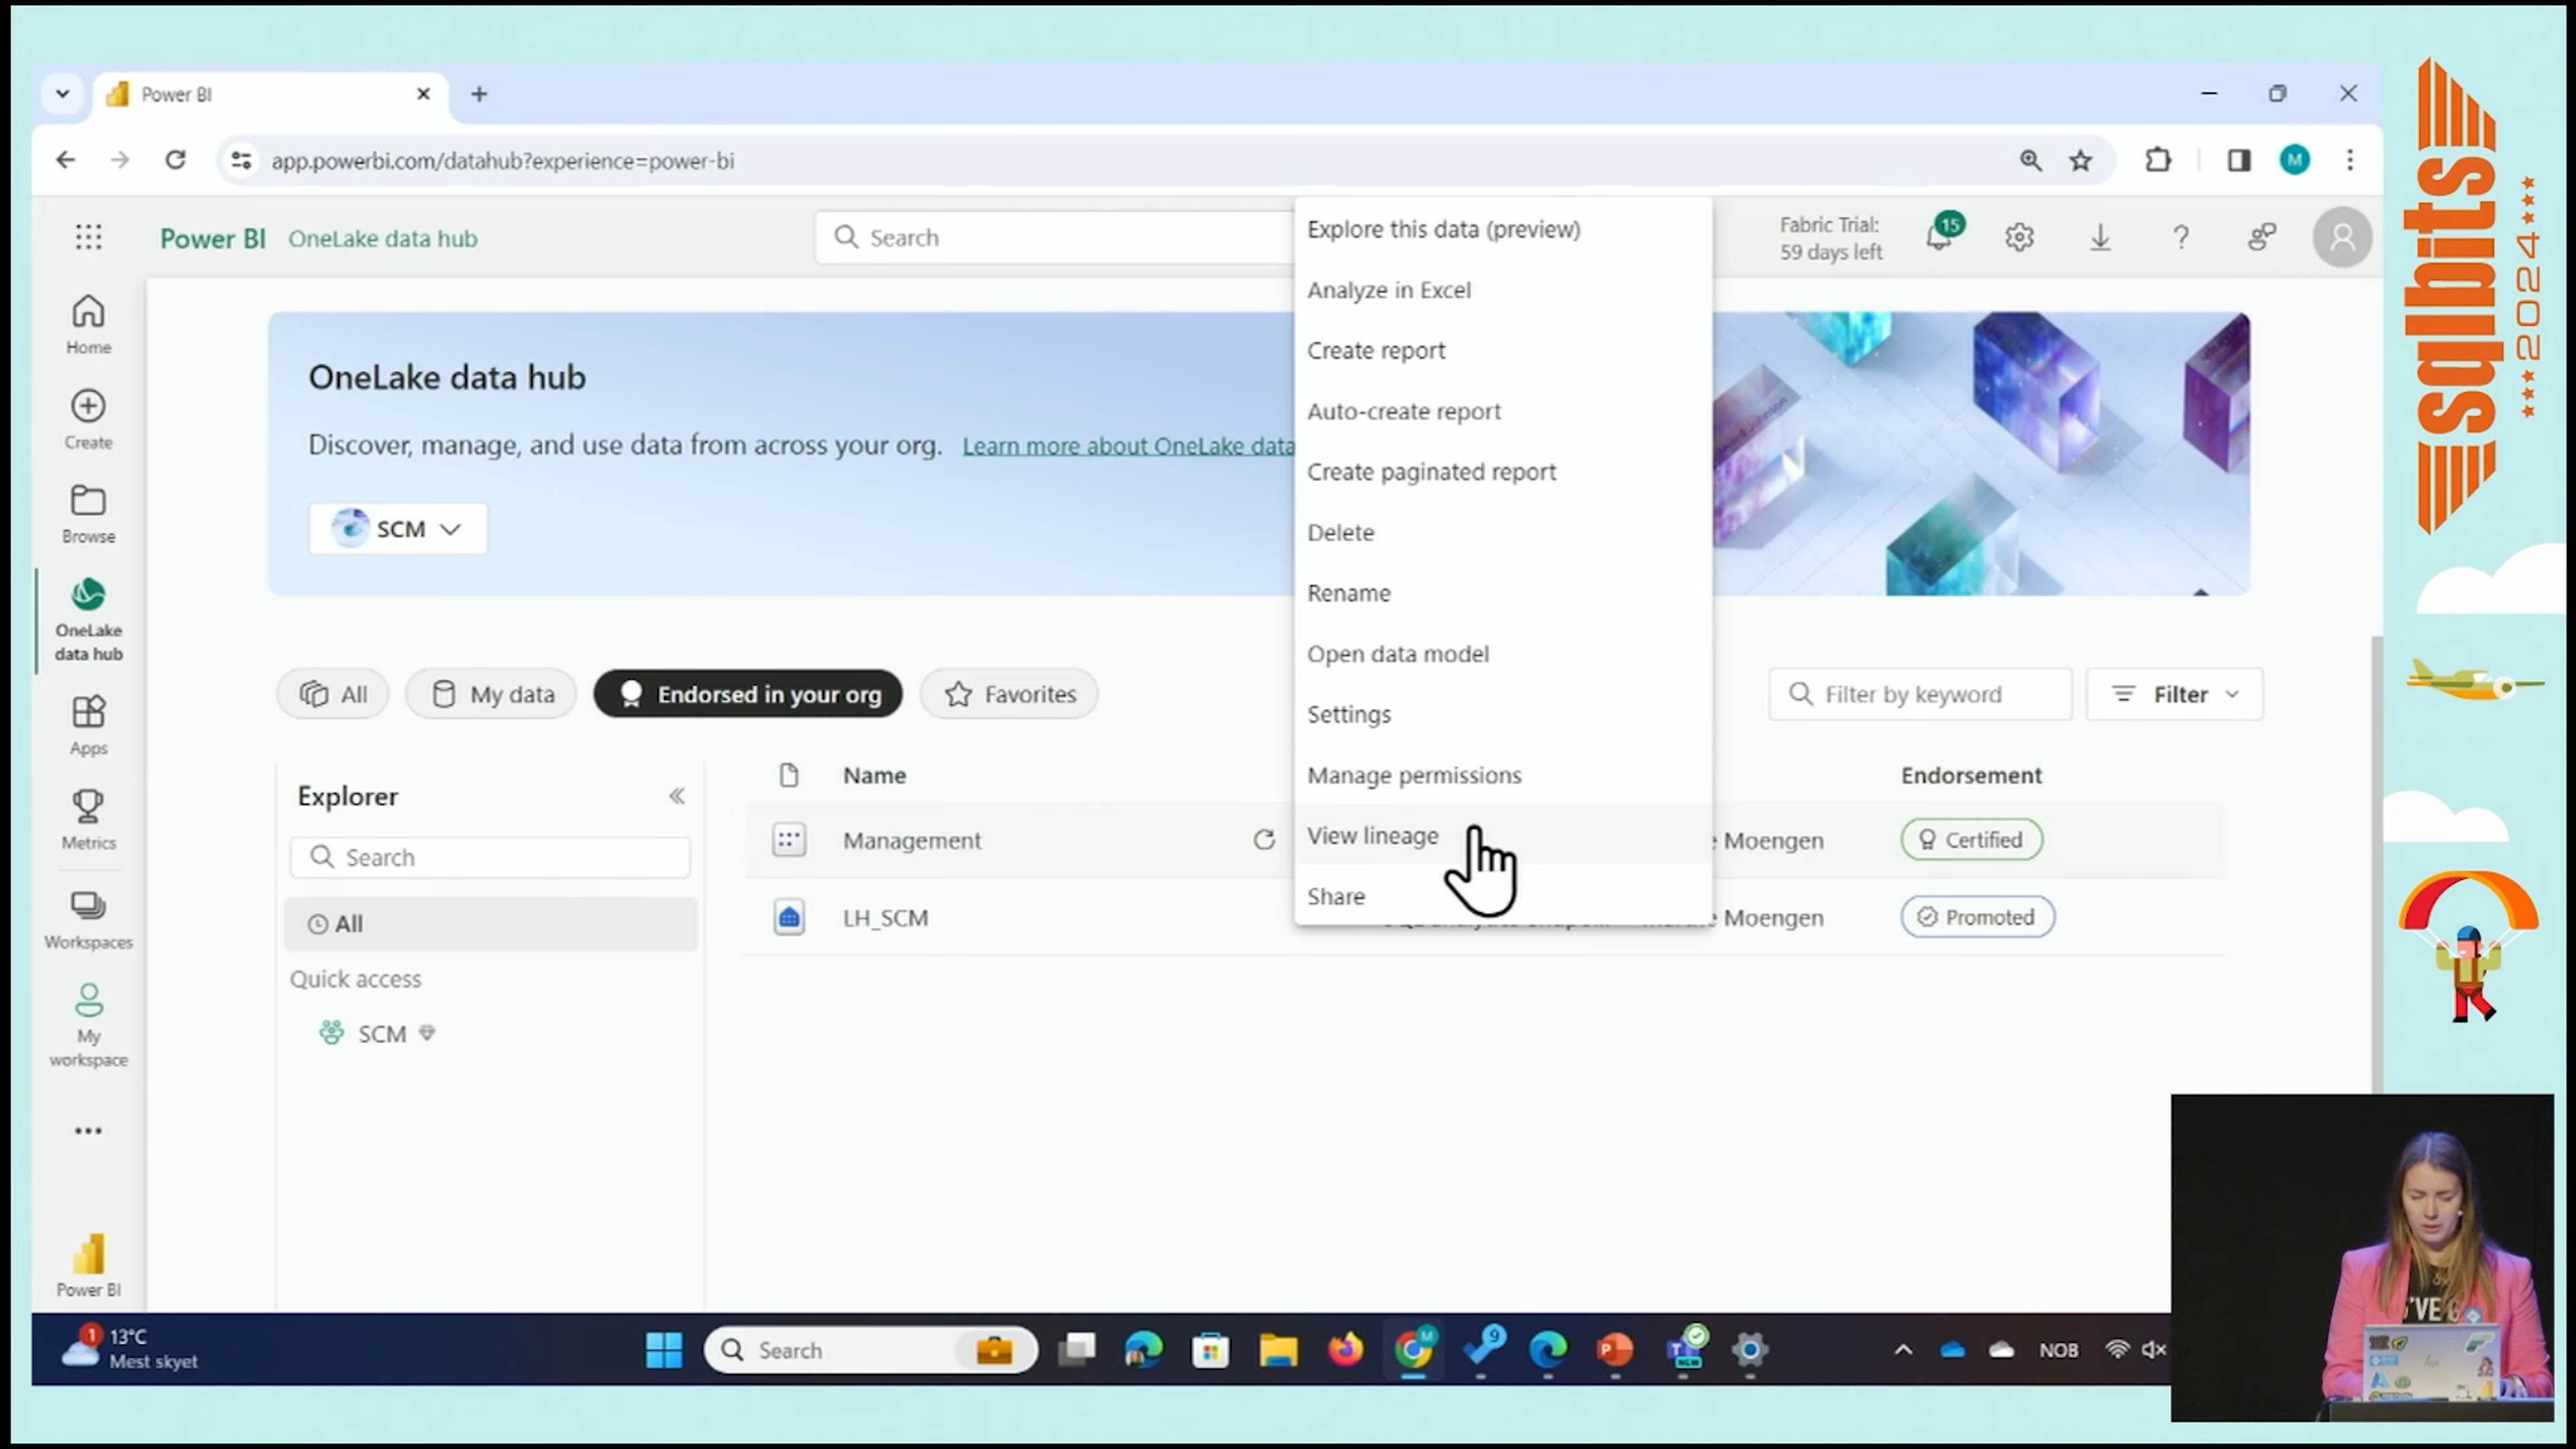 Power BI
app.powerbi.com/datahub?experience=power-bi
M
Power BI OneLake data hub
Search
Fabric Trial:
59 days left
15
Home
Create
Browse
OneLake
data hub
Apps
Metrics
Workspaces
My
workspace
Power BI
OneLake data hub
Discover, manage, and use data from across your org. Learn more about OneLake data
SCM
Explore this data (preview)
Analyze in Excel
Create report
Auto-create report
Create paginated report
Delete
Rename
Open data model
Settings
Manage permissions
View lineage
Share
All
My data
Endorsed in your org
Favorites
Filter by keyword
Filter
Explorer
Search
All
Quick access
SCM
Name
Endorsement
Management
Moengen
Certified
LH_SCM
Moengen
Promoted
1
13°C
Mest skyet
Search
M
9
P
T
NEW
NOB
sqlbits
2024
'VE G